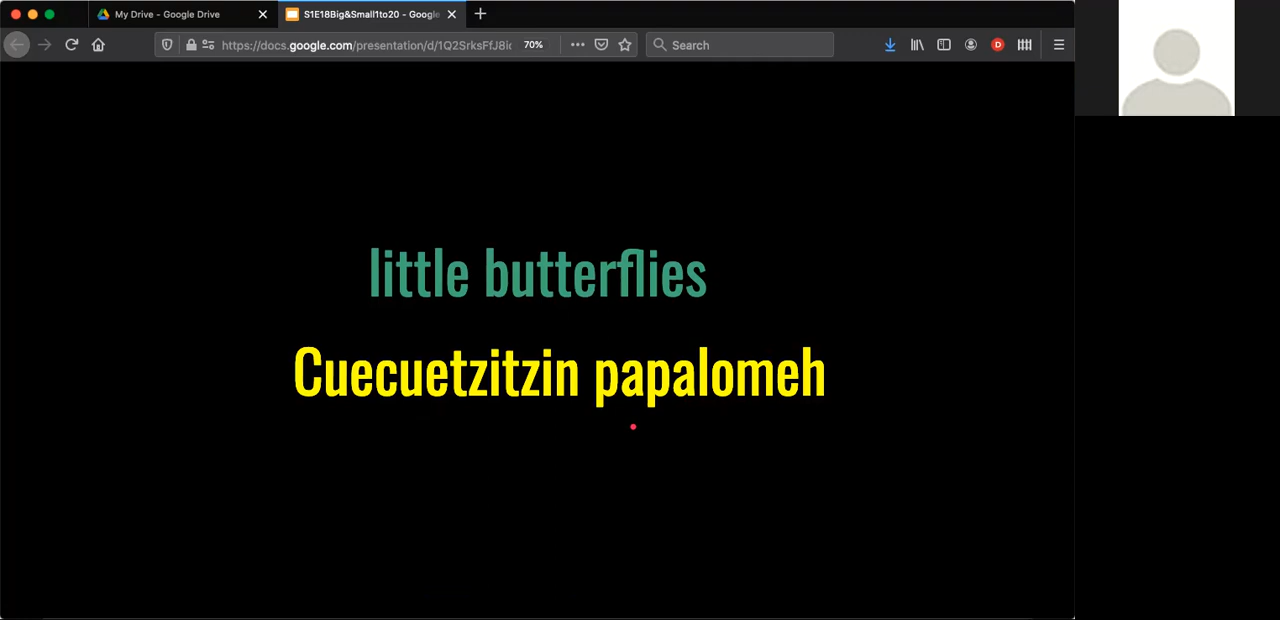 My Drive - Google Drive
S1E18Big&Small1to20 - Google
https://docs.google.com/presentation/d/1Q2SrksFfJ8i
70%
Search
D
little butterflies
Cuecuetzitzin papalomeh